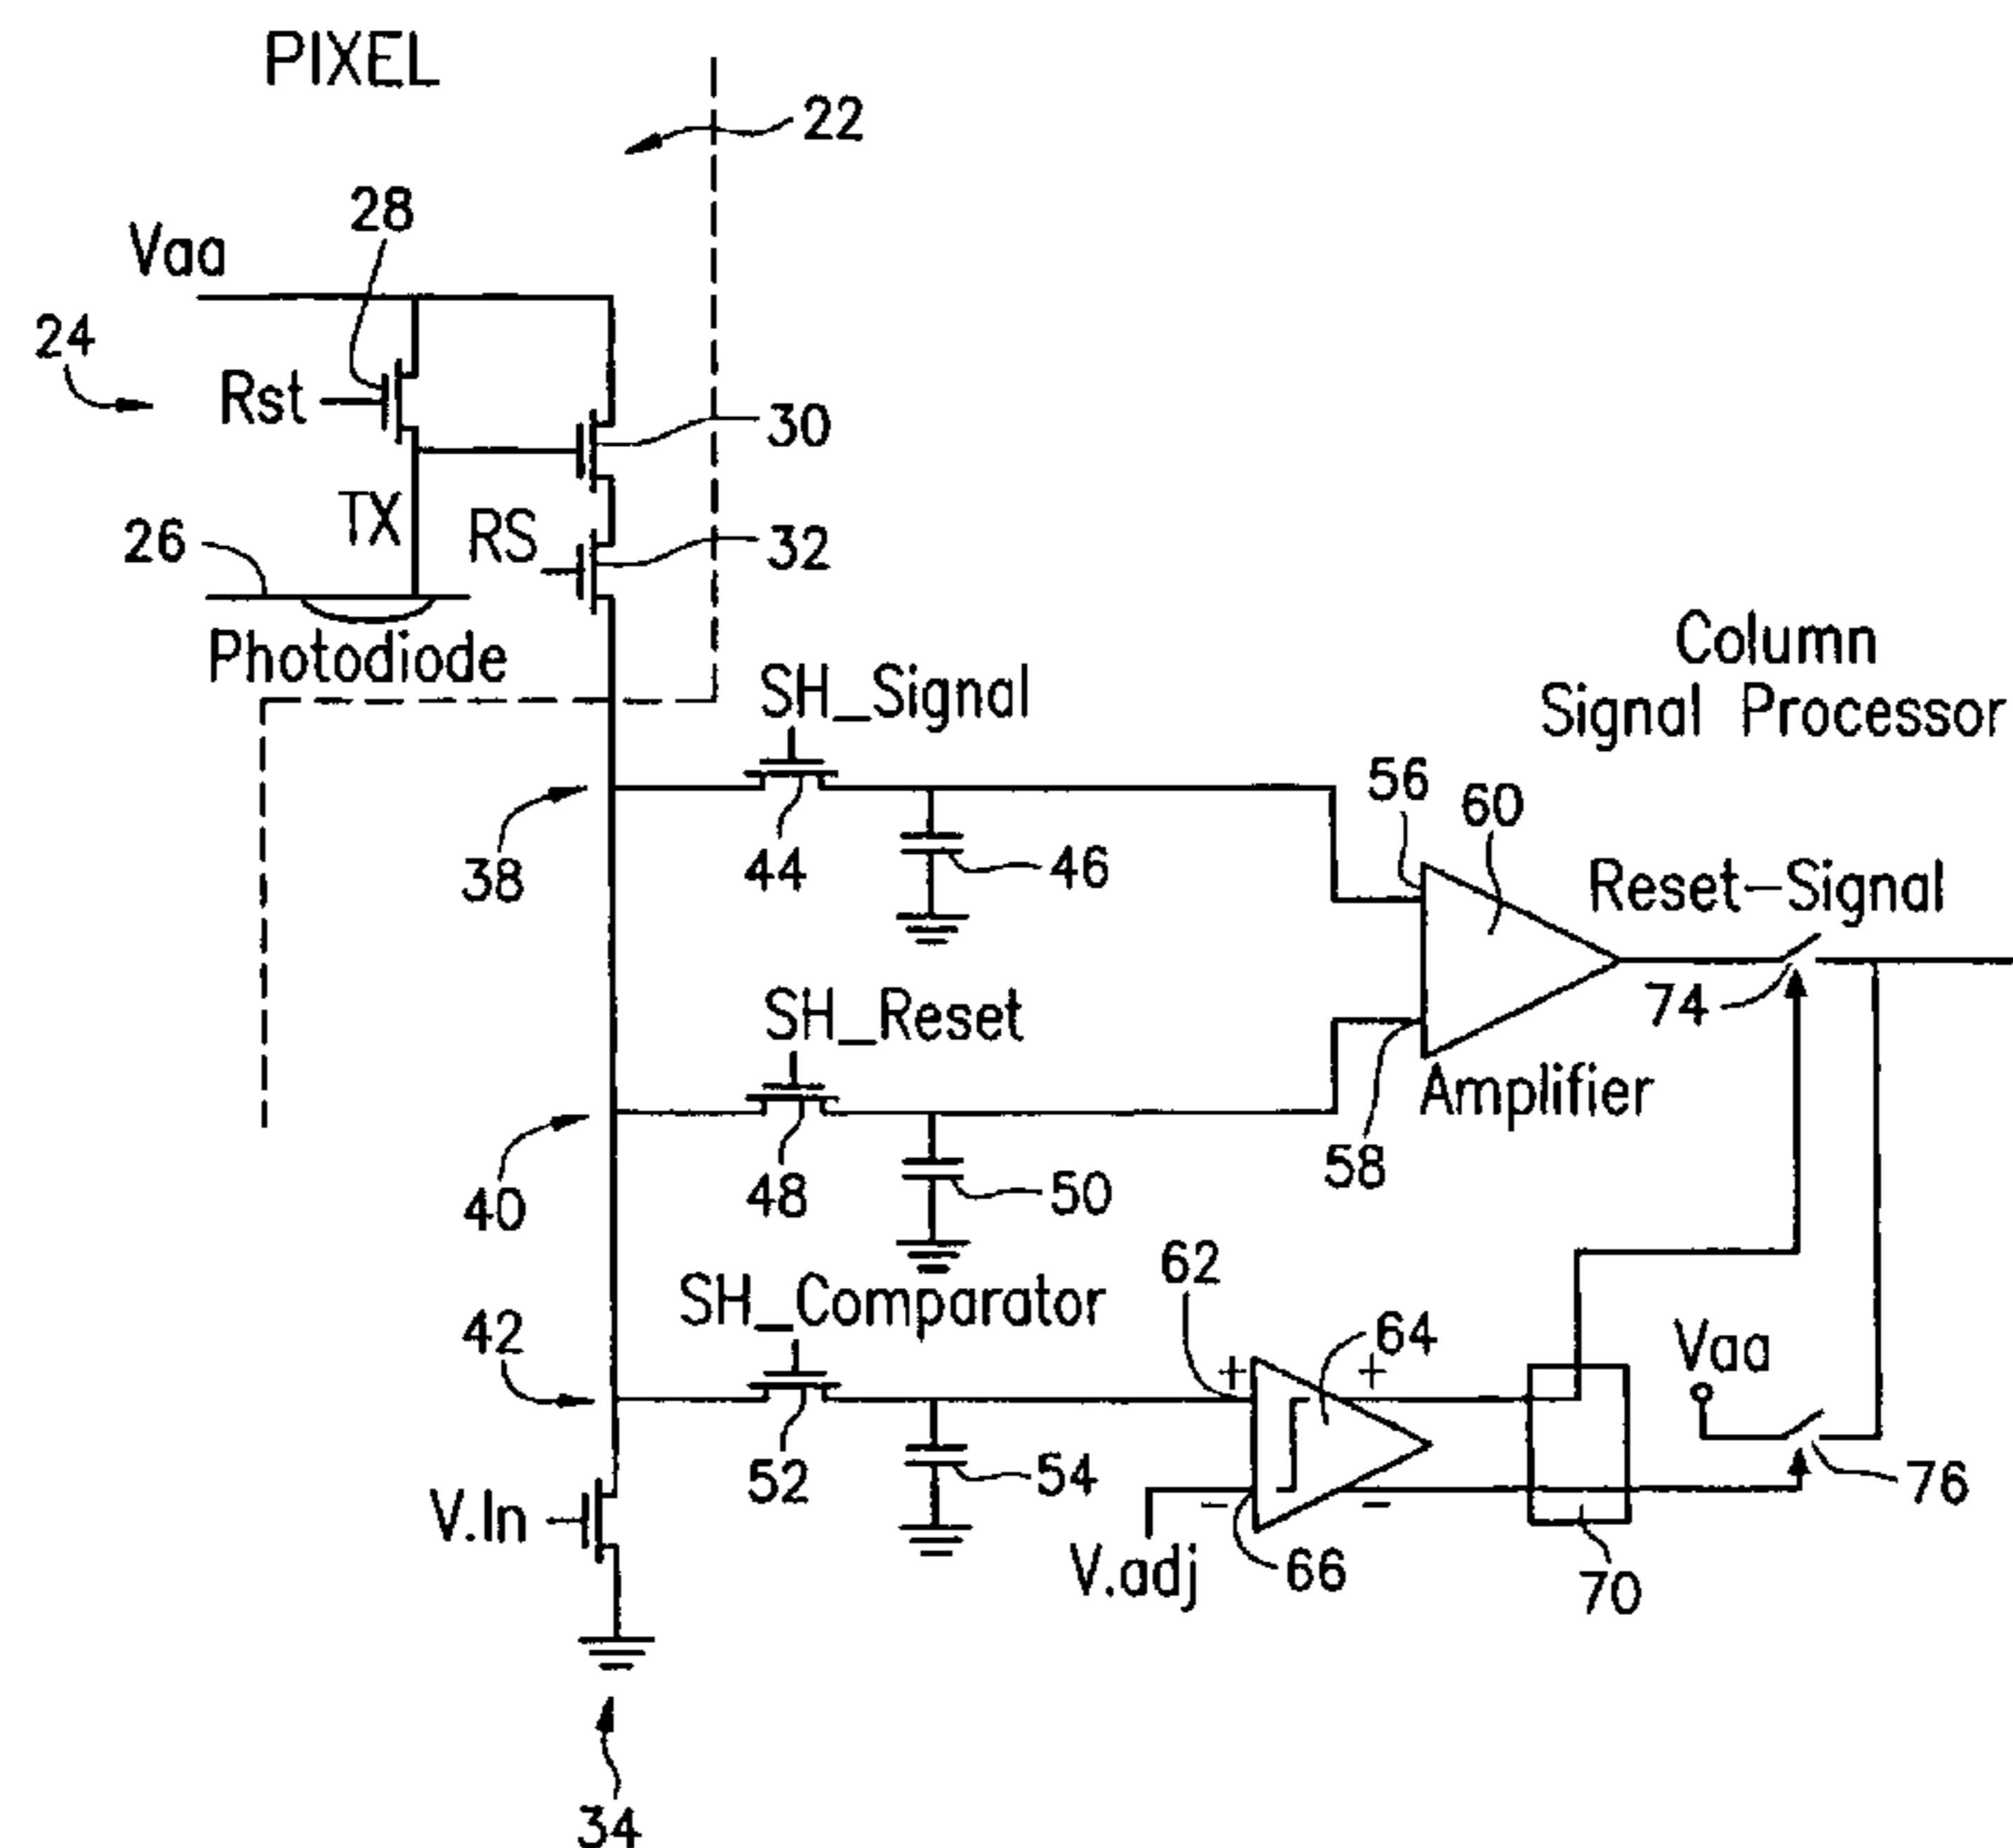 PIXEL
22
28
Vaa
24
Rst
30
TX
RS
32
26
Photodiode
Column
Signal Processor
SH_Signal
56
60
38
44
46
Reset-Signal
74
SH_Reset
Amplifier
58
40
48
50
62
SH_Comparator
42
+
64
+
Vaa
52
54
76
V.In
-
-
V.adj
66
70
34